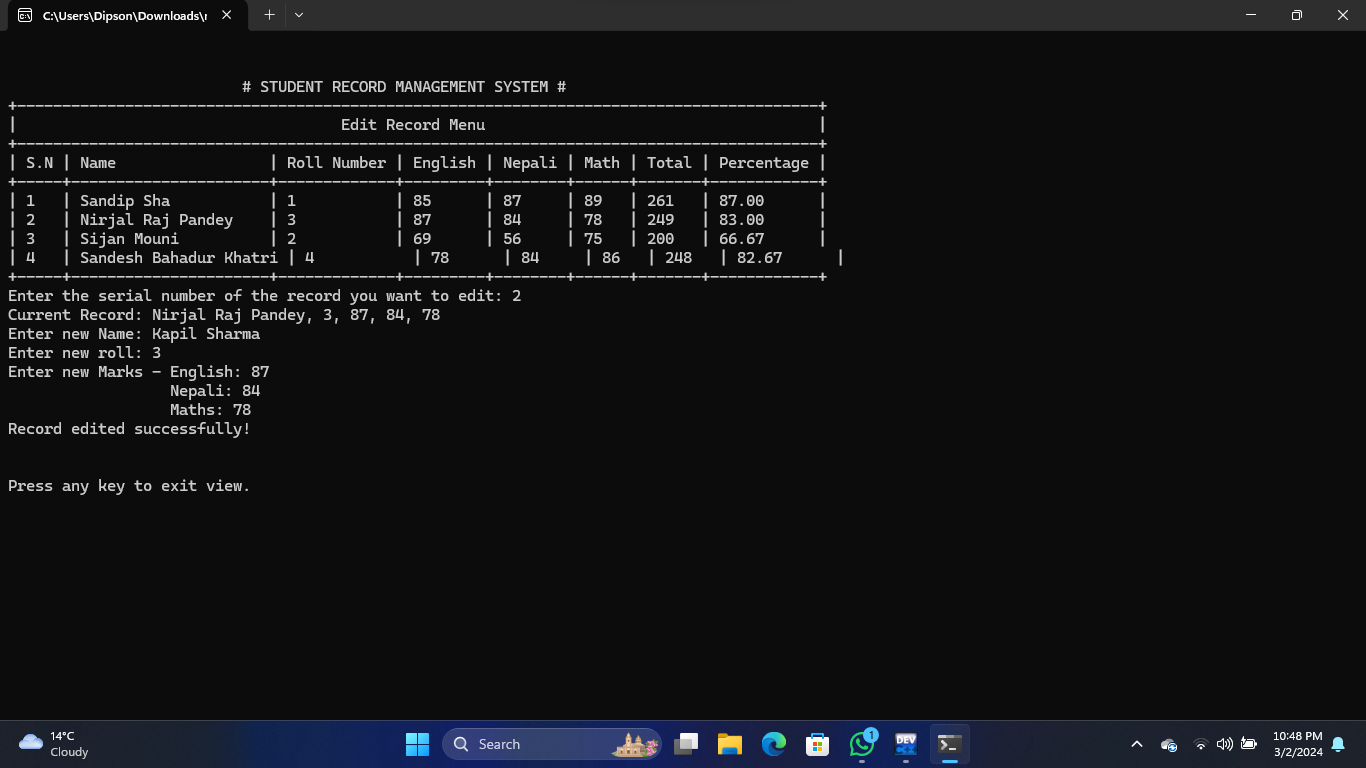 C:\Users\Dipson\Downloads\
# STUDENT RECORD MANAGEMENT SYSTEM #
Edit Record Menu
| S.N | Name | Roll Number | English | Nepali | Math | Total | Percentage |
| 1 | Sandip Sha | 1 | 85 | 87 | 89 | 261 | 87.00 |
| 2 | Nirjal Raj Pandey | 3 | 87 | 84 | 78 | 249 | 83.00 |
| 3 | Sijan Mouni | 2 | 69 | 56 | 75 | 200 | 66.67 |
| 4 | Sandesh Bahadur Khatri | 4 | 78 | 84 | 86 | 248 | 82.67 |
Enter the serial number of the record you want to edit: 2
Current Record: Nirjal Raj Pandey, 3, 87, 84, 78
Enter new Name: Kapil Sharma
Enter new roll: 3
Enter new Marks - English: 87
Nepali: 84
Maths: 78
Record edited successfully!
Press any key to exit view.
14°C
Cloudy
Search
1
DEV
10:48 PM
3/2/2024